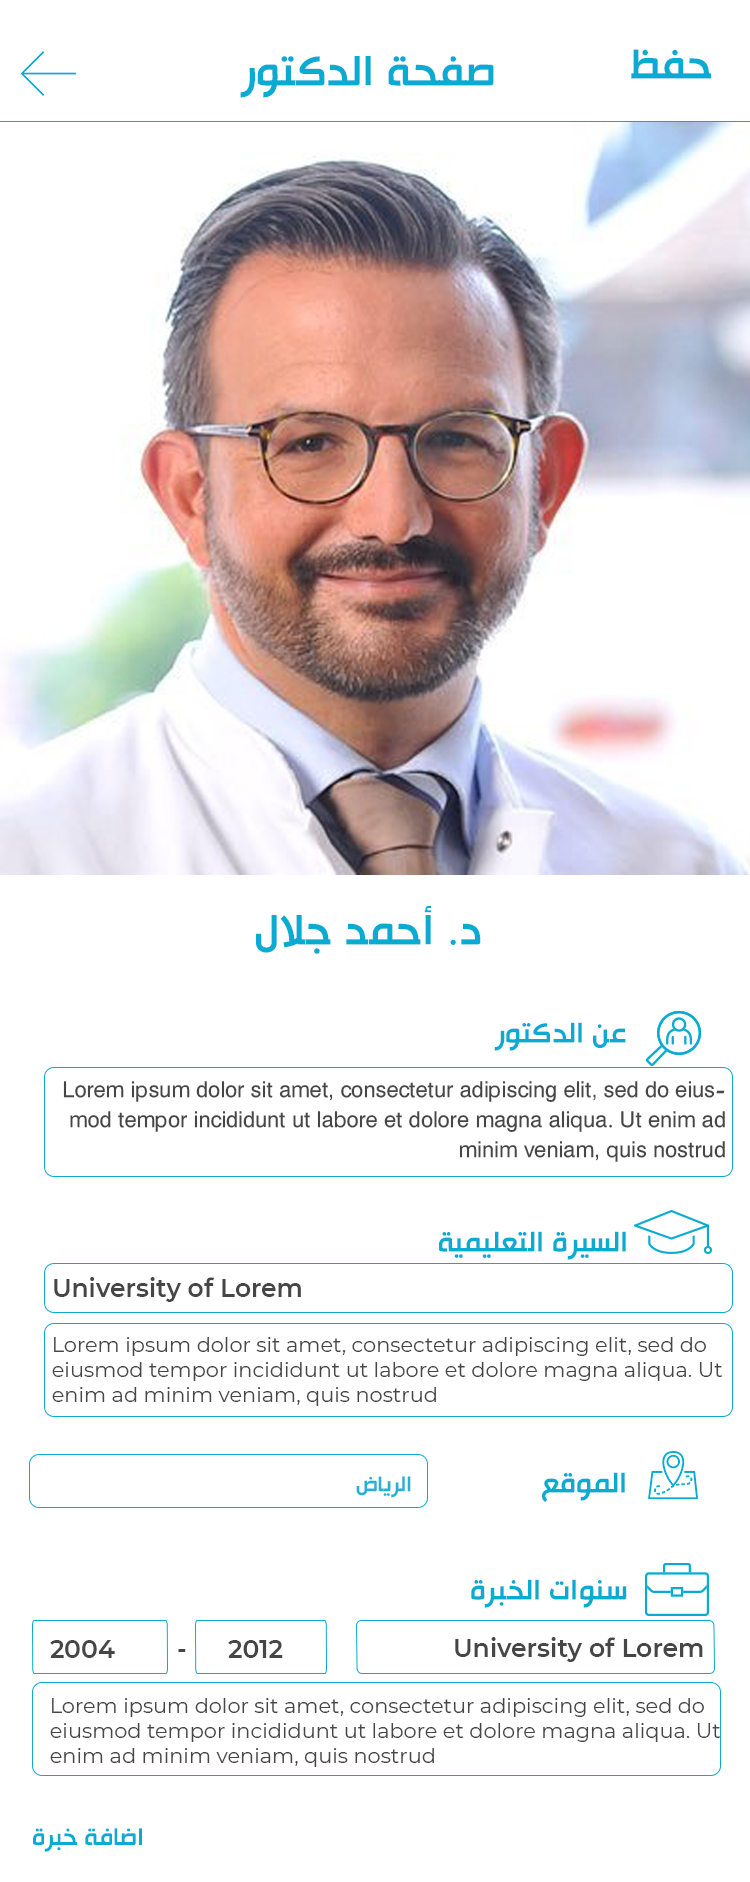 حفظ
صفحة الدكتور
د. أحمد جلال
عن الدكتور
Lorem ipsum dolor sit amet, consectetur adipiscing elit, sed do eius-
mod tempor incididunt ut labore et dolore magna aliqua. Ut enim ad
minim veniam, quis nostrud
السيرة التعليمية
University of Lorem
Lorem ipsum dolor sit amet, consectetur adipiscing elit, sed do
eiusmod tempor incididunt ut labore et dolore magna aliqua. Ut
enim ad minim veniam, quis nostrud
الموقع
الرياض
سنوات الخبرة
2004 - 2012 University of Lorem
Lorem ipsum dolor sit amet, consectetur adipiscing elit, sed do
eiusmod tempor incididunt ut labore et dolore magna aliqua. Ut
enim ad minim veniam, quis nostrud
اضافة خبرة